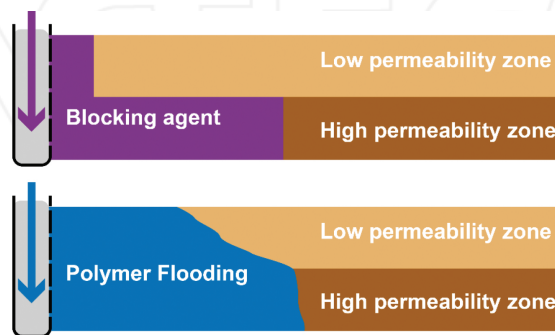 Low permeability zone
Blocking agent
High permeability zone
Low permeability zone
Polymer Flooding
High permeability zone